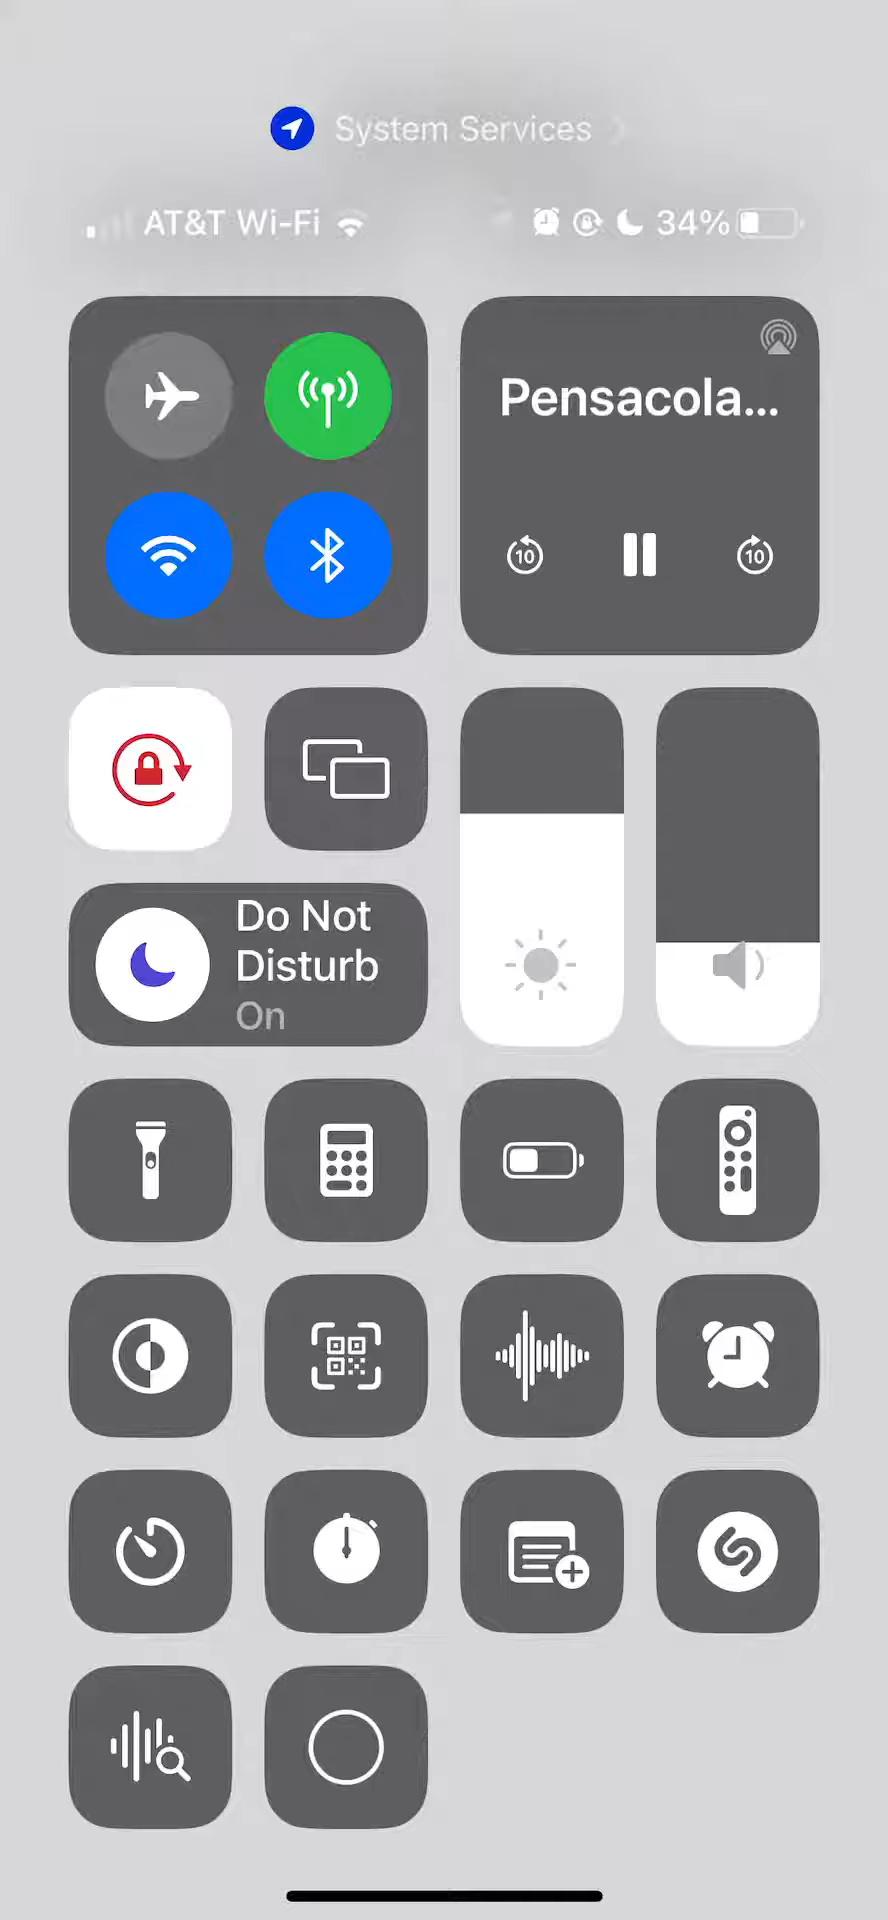 System Services
AT&T Wi-Fi 34%
Pensacola...
10 10
Do Not
Disturb
On